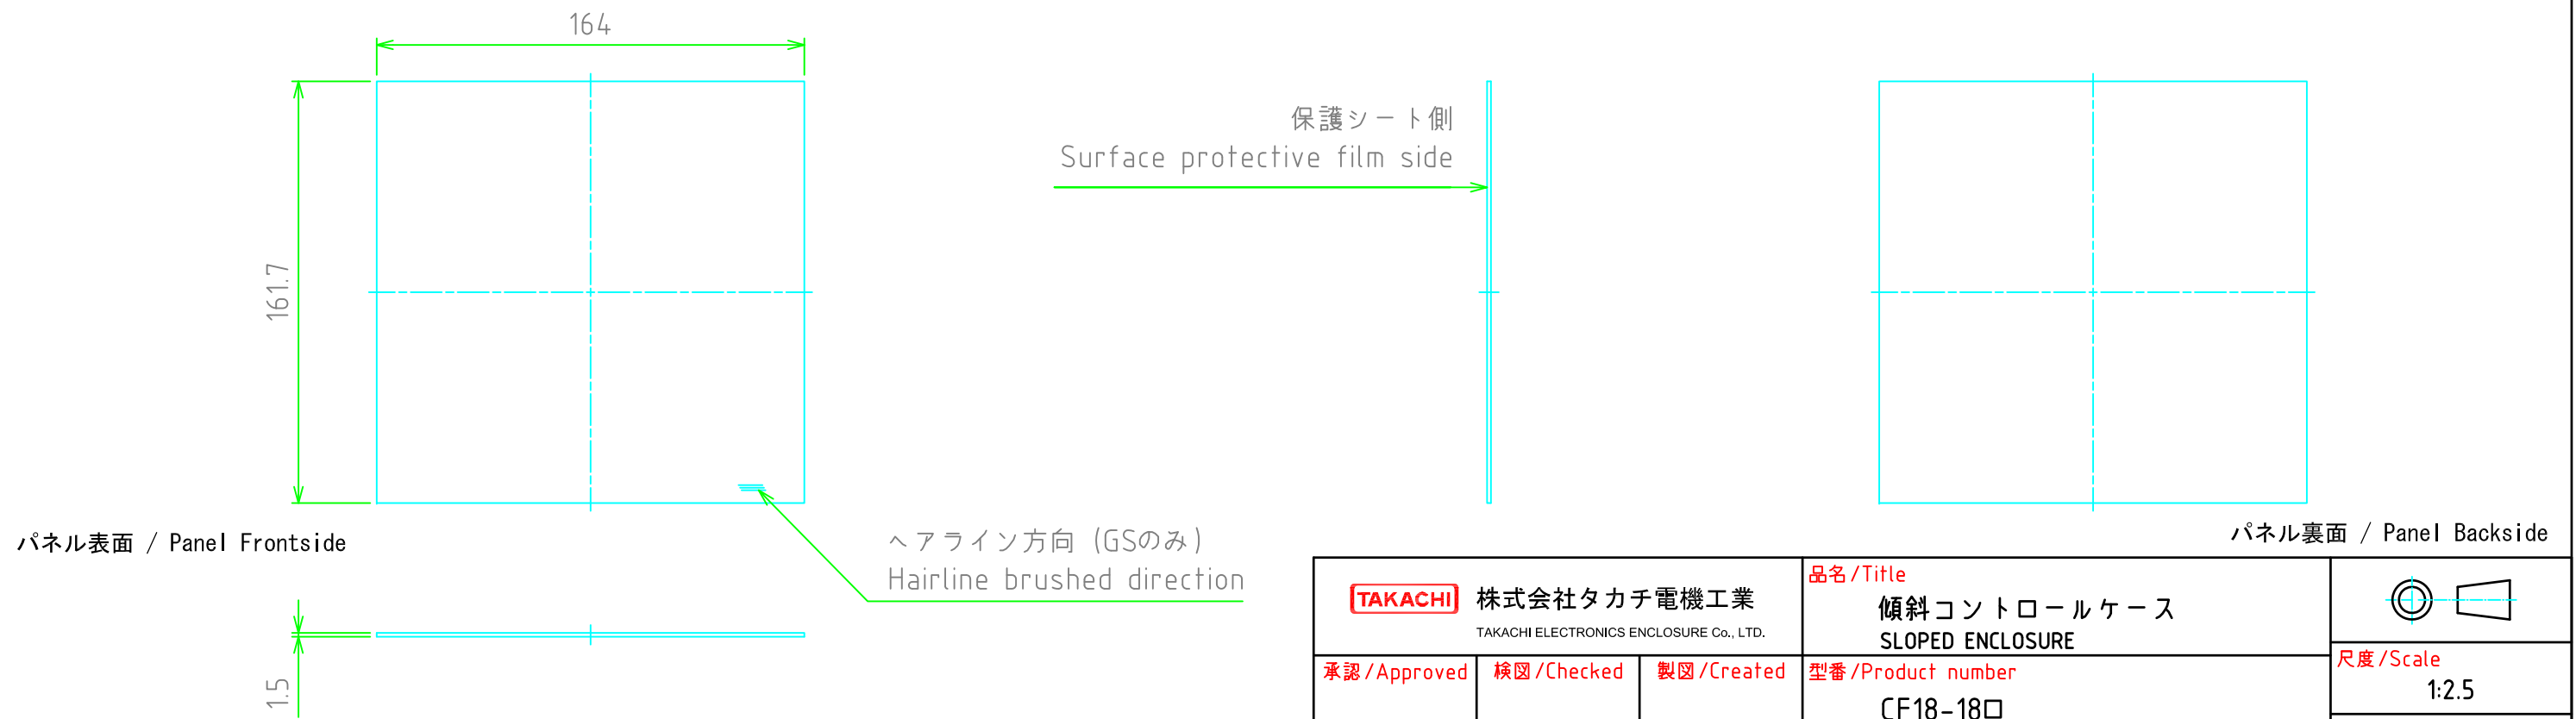 164
161.7
保護シート側
Surface protective film side
パネル表面 / Panel Frontside
ヘアライン方向 (GSのみ)
Hairline brushed direction
パネル裏面 / Panel Backside
1.5
TAKACHI 株式会社タカチ電機工業
TAKACHI ELECTRONICS ENCLOSURE Co., LTD.
品名/Title
傾斜コントロールケース
SLOPED ENCLOSURE
承認/Approved
検図/Checked
製図/Created
型番/Product number
CF18-18□
尺度/Scale
1:2.5